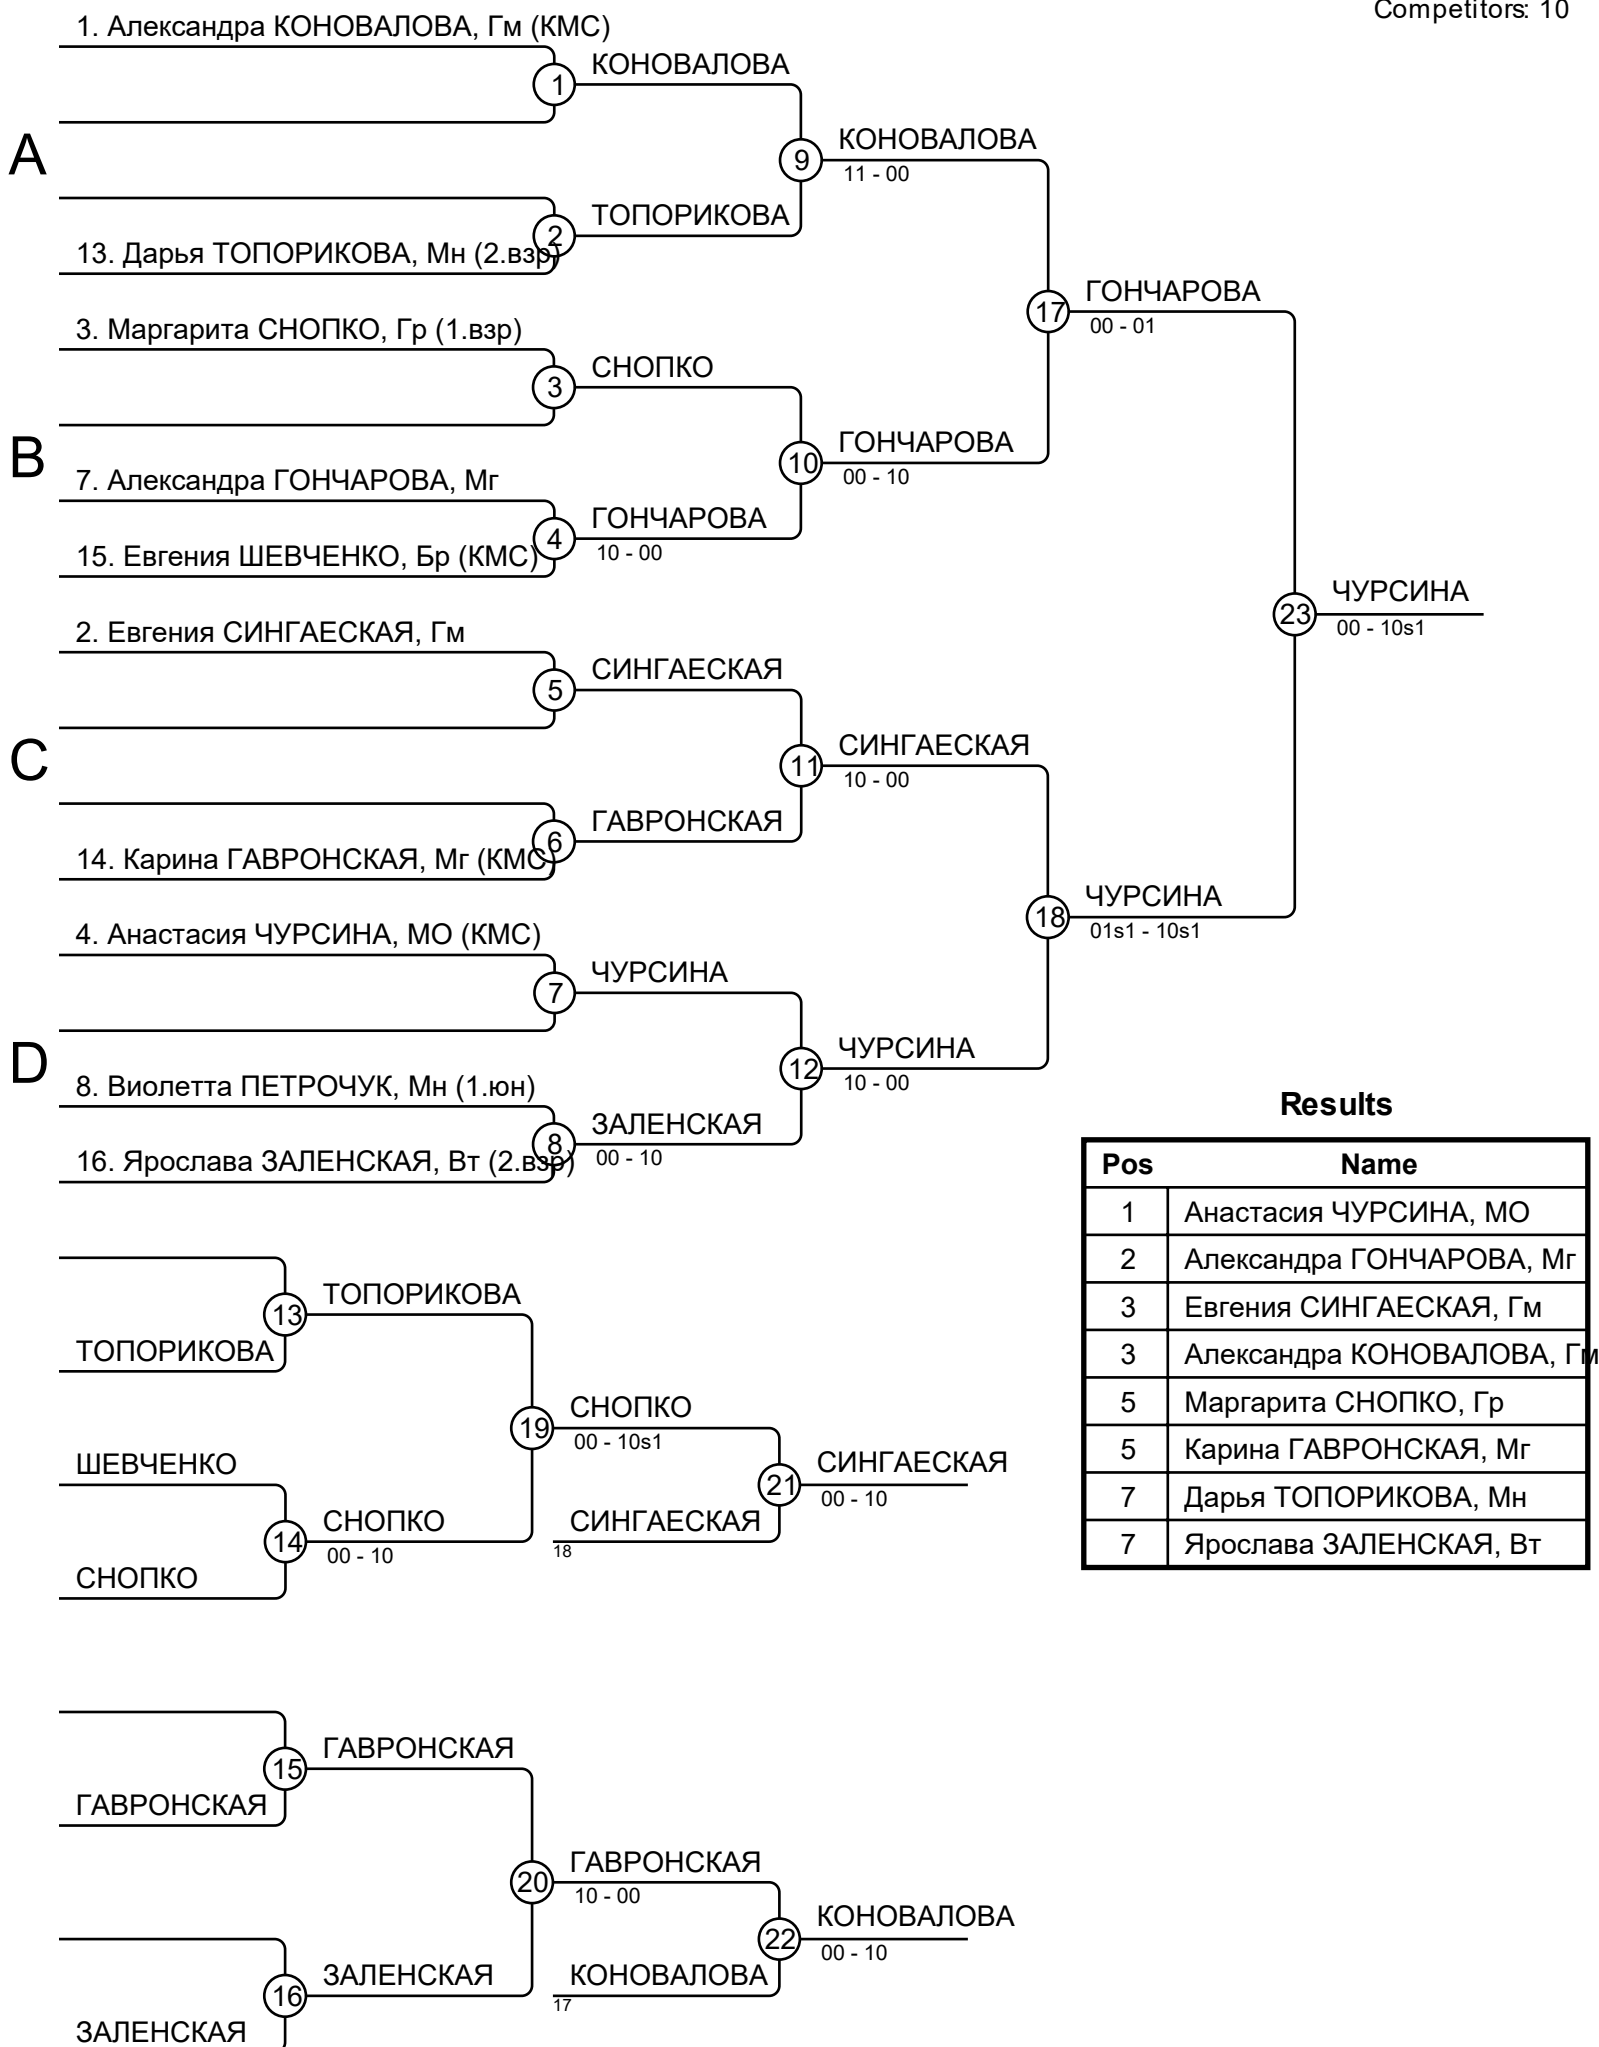 Competitors: 10
1. Александра КОНОВАЛОВА, Гм (КМС)
1
КОНОВАЛОВА
A
9
КОНОВАЛОВА
11 - 00
2
ТОПОРИКОВА
13. Дарья ТОПОРИКОВА, Мн (2.взр)
17
ГОНЧАРОВА
00 - 01
3. Маргарита СНОПКО, Гр (1.взр)
3
СНОПКО
B
10
ГОНЧАРОВА
00 - 10
7. Александра ГОНЧАРОВА, Мг
4
ГОНЧАРОВА
10 - 00
15. Евгения ШЕВЧЕНКО, Бр (КМС)
23
ЧУРСИНА
00 - 10s1
2. Евгения СИНГАЕСКАЯ, Гм
5
СИНГАЕСКАЯ
C
11
СИНГАЕСКАЯ
10 - 00
6
ГАВРОНСКАЯ
14. Карина ГАВРОНСКАЯ, Мг (КМС)
18
ЧУРСИНА
01s1 - 10s1
4. Анастасия ЧУРСИНА, МО (КМС)
7
ЧУРСИНА
D
12
ЧУРСИНА
10 - 00
8. Виолетта ПЕТРОЧУК, Мн (1.юн)
8
ЗАЛЕНСКАЯ
00 - 10
16. Ярослава ЗАЛЕНСКАЯ, Вт (2.взр)
Results
Pos Name
1 Анастасия ЧУРСИНА, МО
2 Александра ГОНЧАРОВА, Мг
3 Евгения СИНГАЕСКАЯ, Гм
3 Александра КОНОВАЛОВА, Гм
5 Маргарита СНОПКО, Гр
5 Карина ГАВРОНСКАЯ, Мг
7 Дарья ТОПОРИКОВА, Мн
7 Ярослава ЗАЛЕНСКАЯ, Вт
13
ТОПОРИКОВА
ТОПОРИКОВА
19
СНОПКО
00 - 10s1
ШЕВЧЕНКО
14
СНОПКО
00 - 10
СНОПКО
21
СИНГАЕСКАЯ
00 - 10
СИНГАЕСКАЯ
18
15
ГАВРОНСКАЯ
ГАВРОНСКАЯ
20
ГАВРОНСКАЯ
10 - 00
22
КОНОВАЛОВА
00 - 10
КОНОВАЛОВА
17
16
ЗАЛЕНСКАЯ
ЗАЛЕНСКАЯ